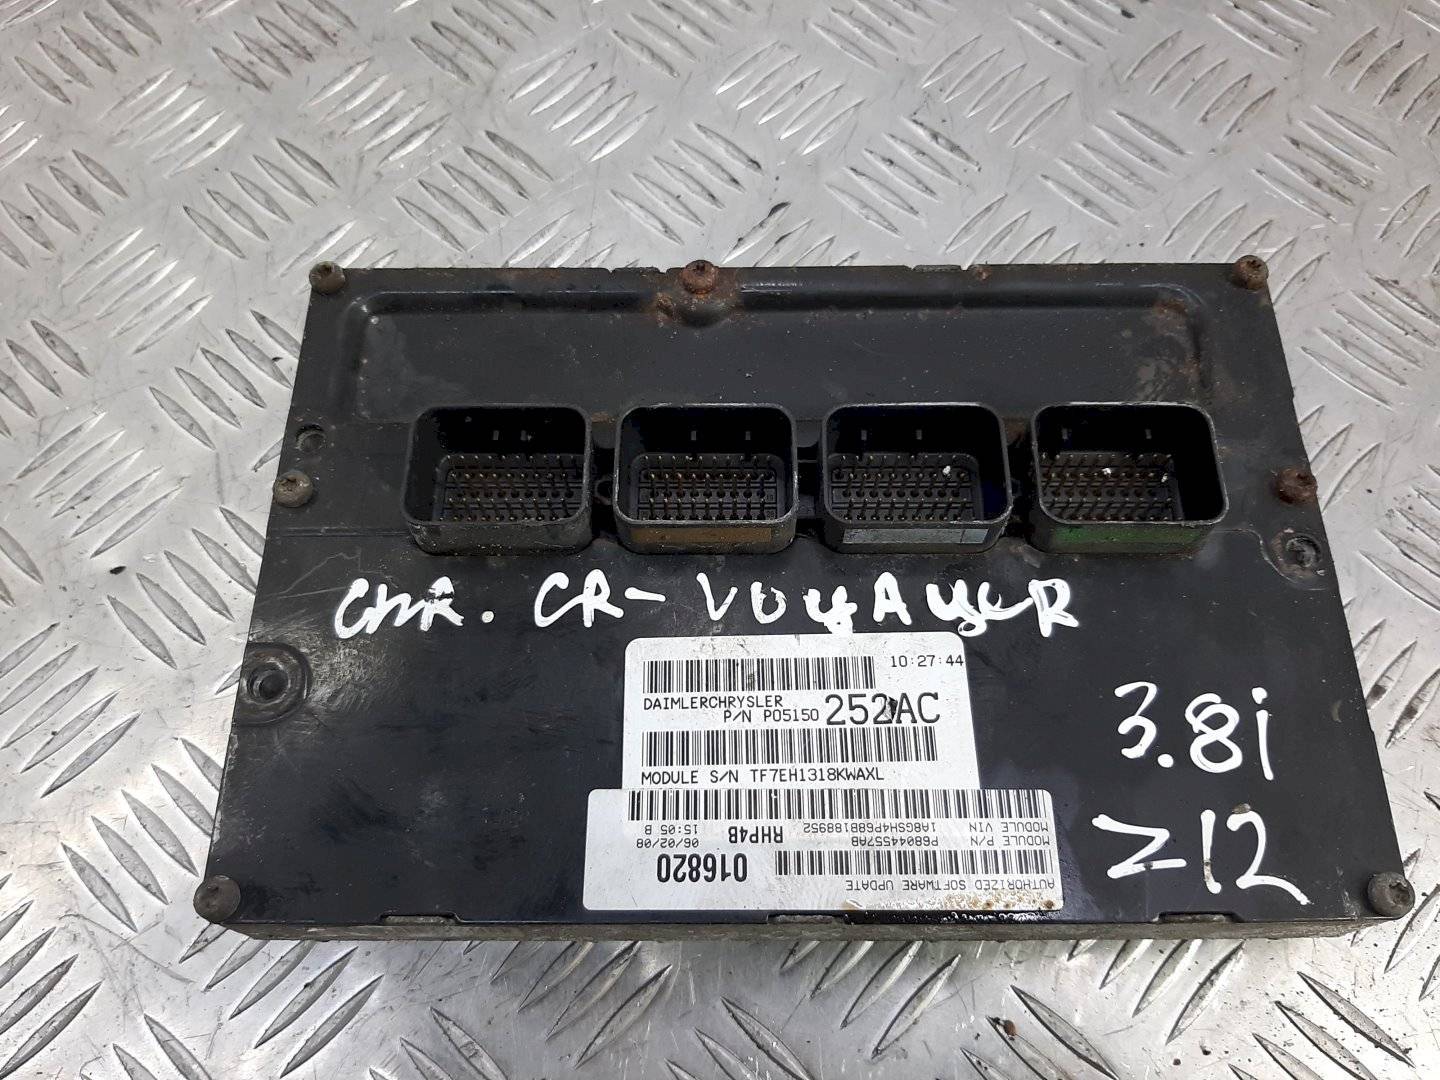 CHR. CR-VOYAGER
10:27:44
DAIMLERCHRYSLER
P/N P05150 252AC
MODULE S/N TF7EH1318KWAXL
3.8i
Z12
AUTHORIZED SOFTWARE UPDATE
016820
MODULE P/N P68044557AB
06/02/08
MODULE VIN 1A8GSH4P68B188952
RHP4B
15:05 B